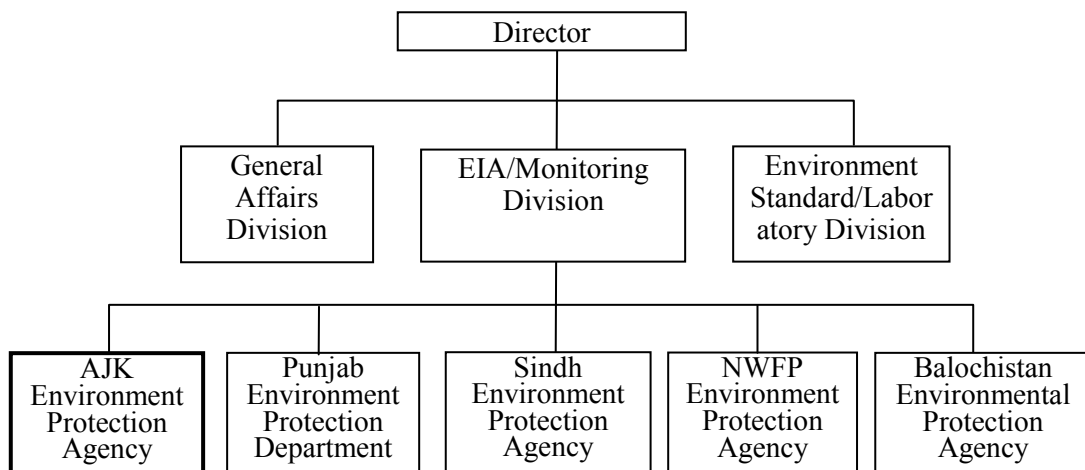 Director
General
Affairs
Division
EIA/Monitoring
Division
Environment
Standard/Labor
atory Division
AJK
Environment
Protection
Agency
Punjab
Environment
Protection
Department
Sindh
Environment
Protection
Agency
NWFP
Environment
Protection
Agency
Balochistan
Environmental
Protection
Agency